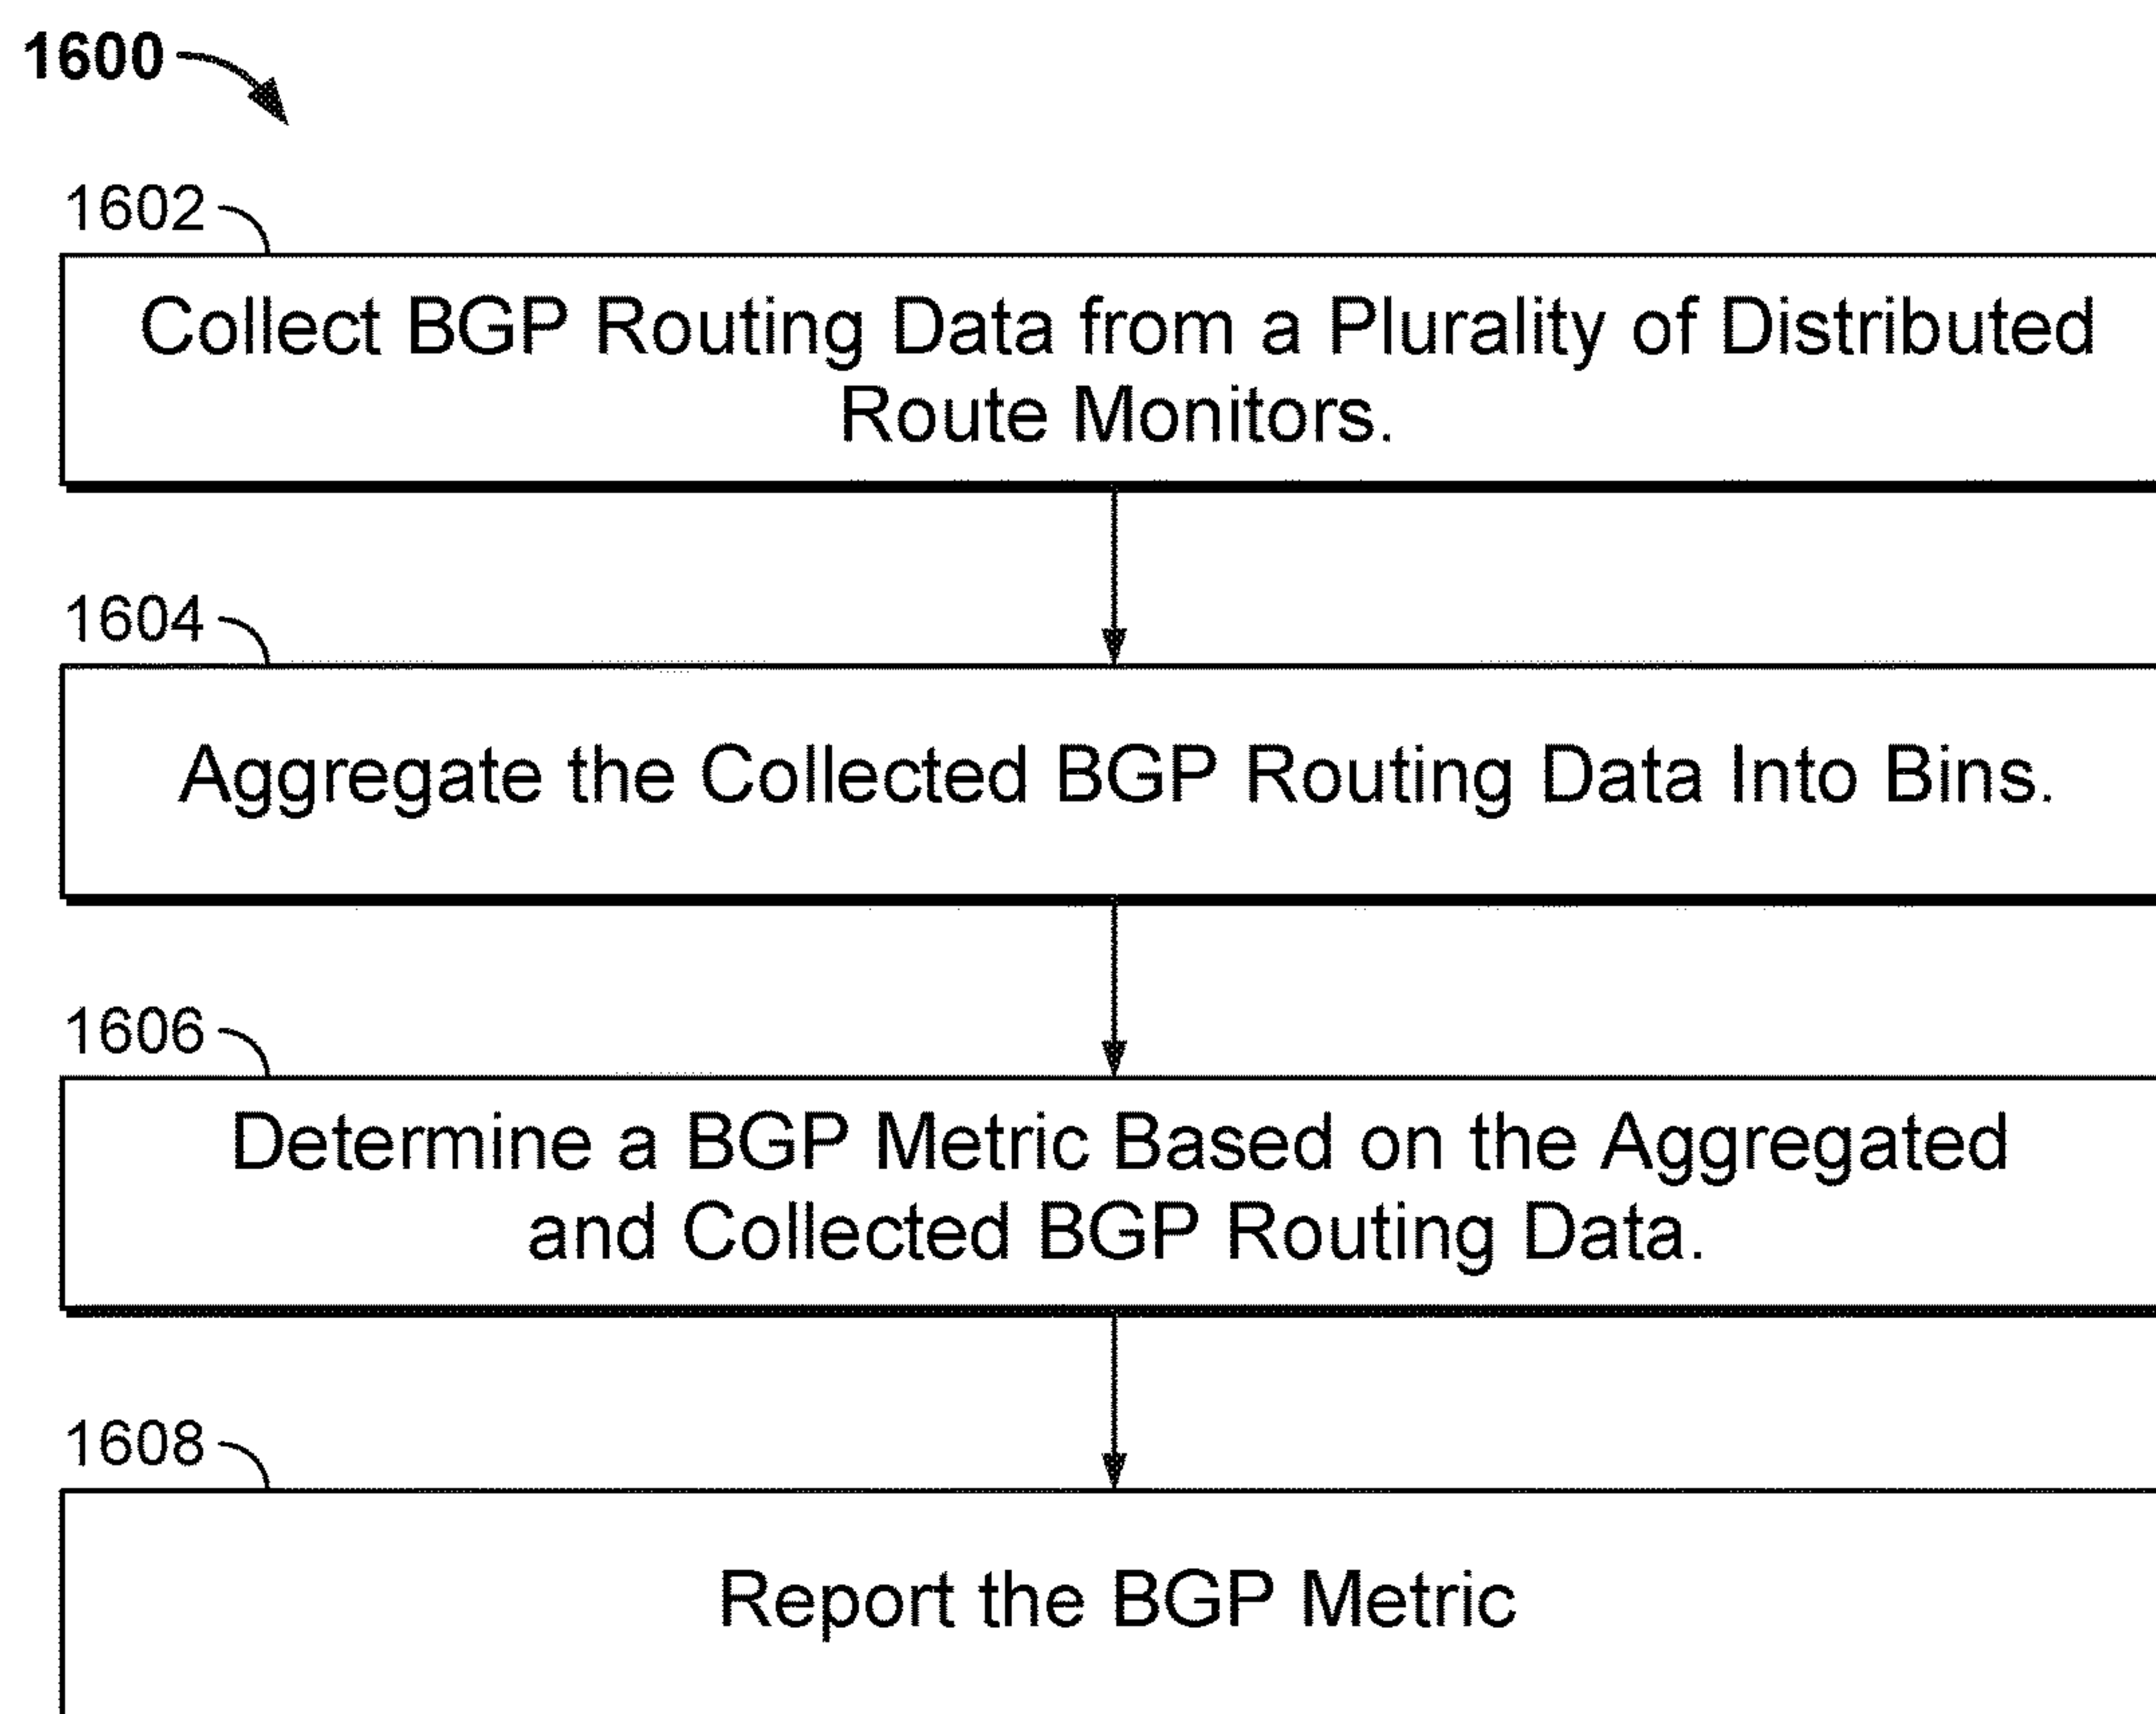 1600
1602
Collect BGP Routing Data from a Plurality of Distributed
Route Monitors.
1604
Aggregate the Collected BGP Routing Data Into Bins.
1606
Determine a BGP Metric Based on the Aggregated
and Collected BGP Routing Data.
1608
Report the BGP Metric